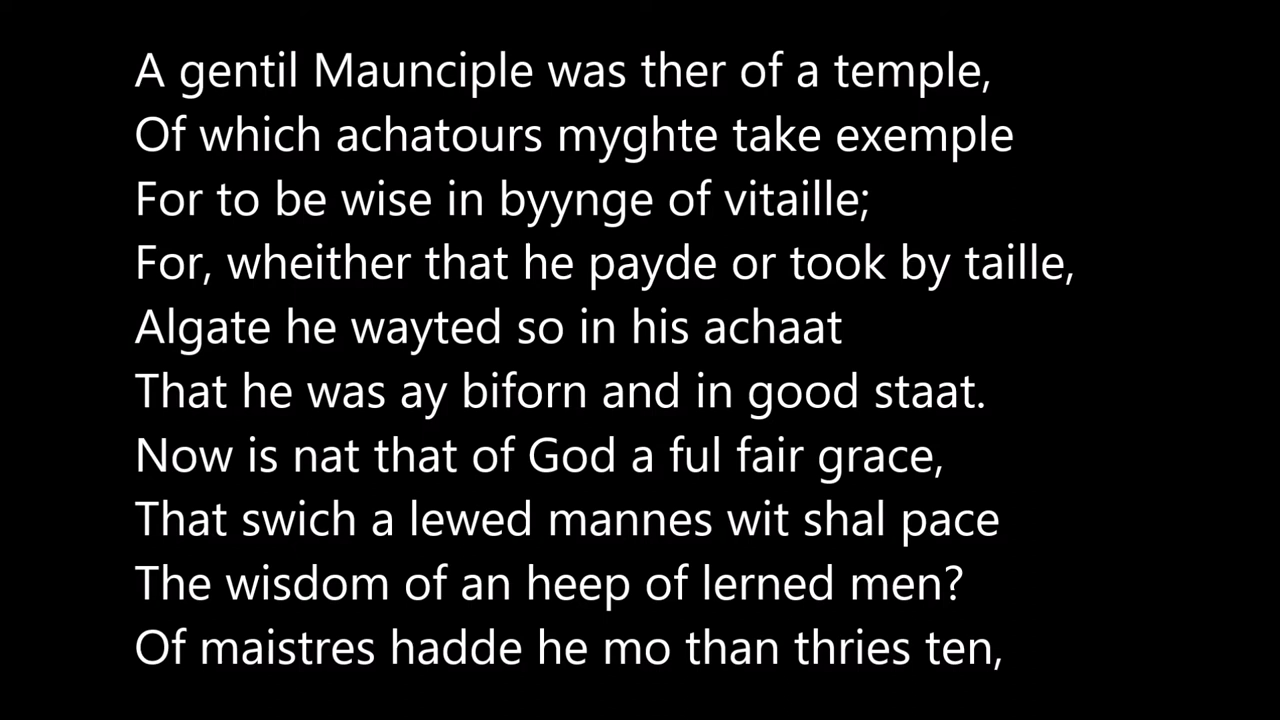 A gentil Maunciple was ther of a temple,
Of which achatours myghte take exemple
For to be wise in byynge of vitaille;
For, wheither that he payde or took by taille,
Algate he wayted so in his achaat
That he was ay biforn and in good staat.
Now is nat that of God a ful fair grace,
That swich a lewed mannes wit shal pace
The wisdom of an heep of lerned men?
Of maistres hadde he mo than thries ten,